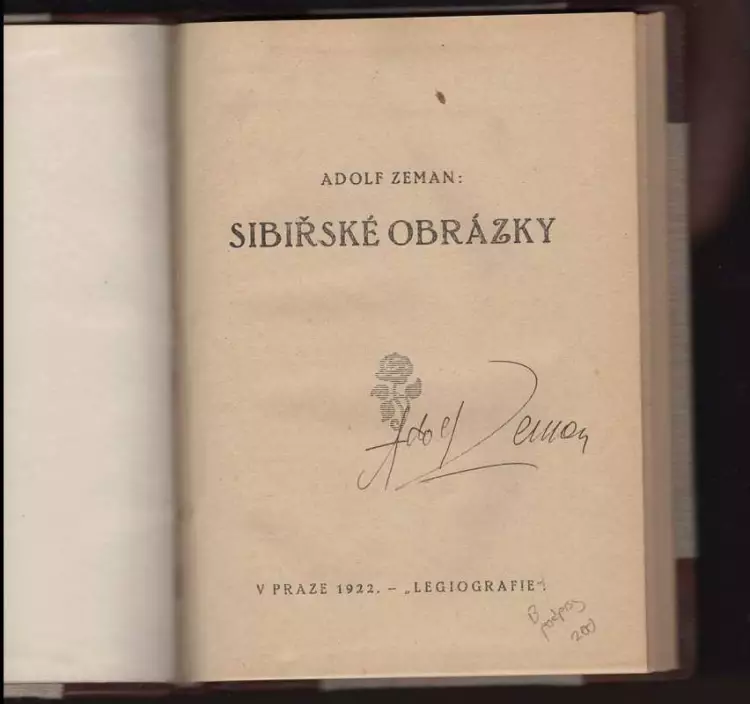 ADOLF ZEMAN:
SIBIŘSKÉ OBRÁZKY
Adolf Zeman
V PRAZE 1922. – „LEGIOGRAFIE“.
B
podpis
200